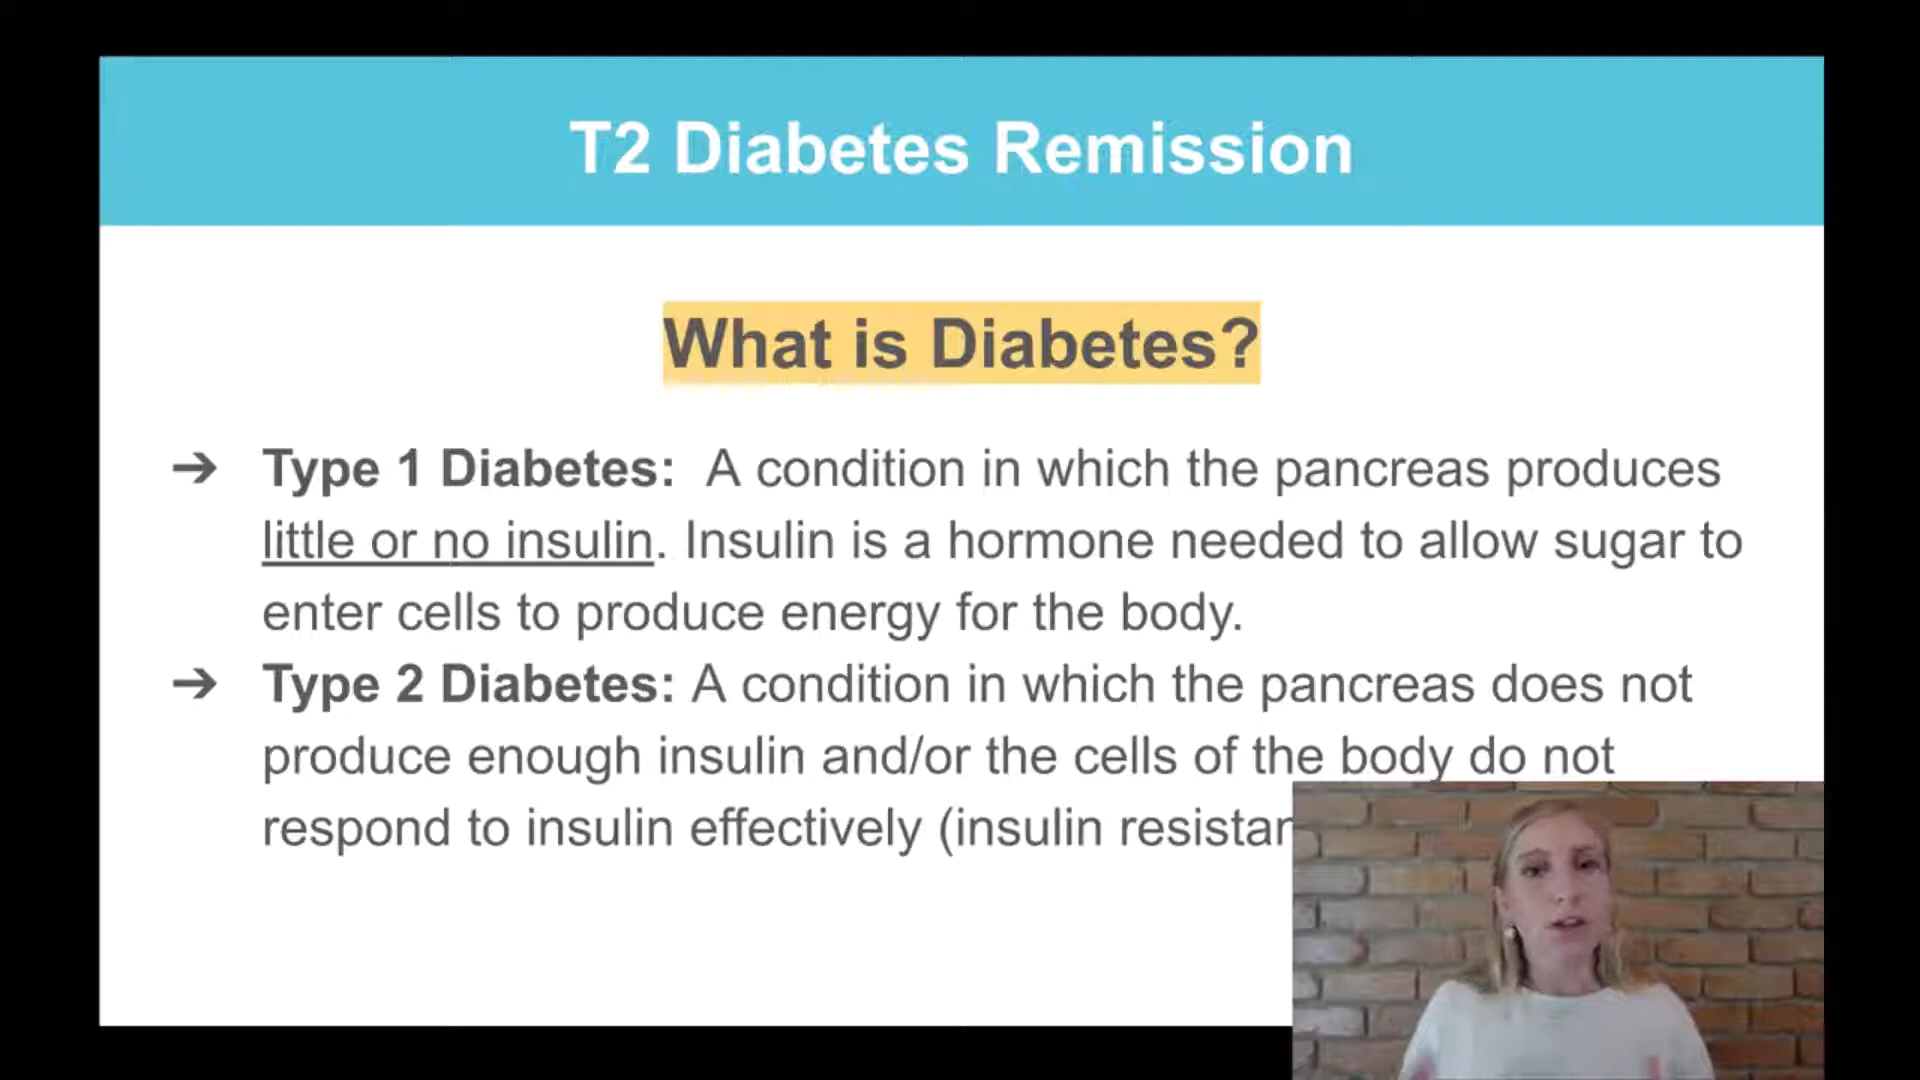 T2 Diabetes Remission
What is Diabetes?
➔ Type 1 Diabetes: A condition in which the pancreas produces
little or no insulin. Insulin is a hormone needed to allow sugar to
enter cells to produce energy for the body.
➔ Type 2 Diabetes: A condition in which the pancreas does not
produce enough insulin and/or the cells of the body do not
respond to insulin effectively (insulin